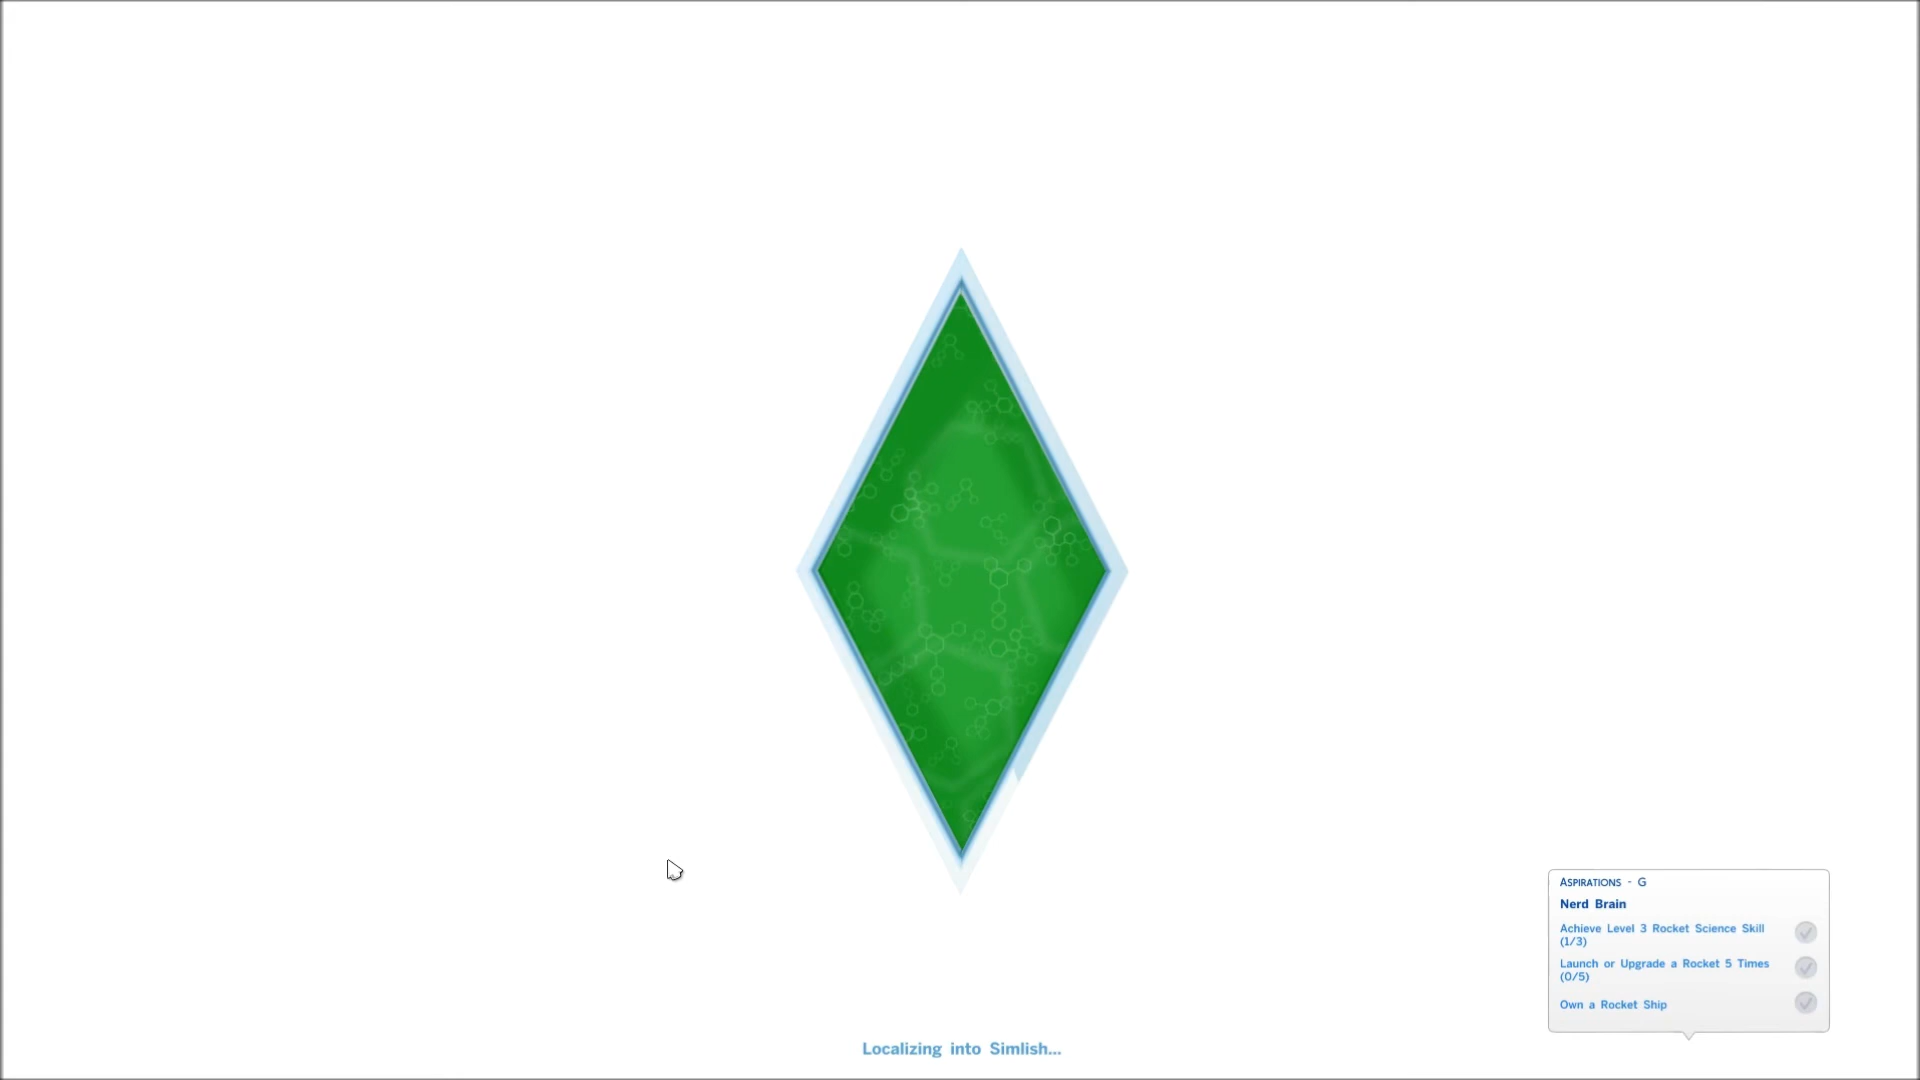 ASPIRATIONS - G
Nerd Brain
Achieve Level 3 Rocket Science Skill
(1/3)
Launch or Upgrade a Rocket 5 Times
(0/5)
Own a Rocket Ship
Localizing into Simlish...